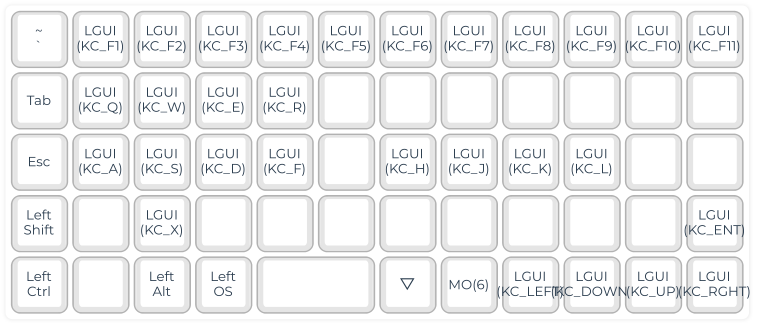 ~
`
LGUI (KC_F1)
LGUI (KC_F2)
LGUI (KC_F3)
LGUI (KC_F4)
LGUI (KC_F5)
LGUI (KC_F6)
LGUI (KC_F7)
LGUI (KC_F8)
LGUI (KC_F9)
LGUI (KC_F10)
LGUI (KC_F11)
Tab
LGUI (KC_Q)
LGUI (KC_W)
LGUI (KC_E)
LGUI (KC_R)
Esc
LGUI (KC_A)
LGUI (KC_S)
LGUI (KC_D)
LGUI (KC_F)
LGUI (KC_H)
LGUI (KC_J)
LGUI (KC_K)
LGUI (KC_L)
Left Shift
LGUI (KC_X)
LGUI (KC_ENT)
Left Ctrl
Left Alt
Left OS
▽
MO(6)
LGUI (KC_LEFT)
LGUI (KC_DOWN)
LGUI (KC_UP)
LGUI (KC_RGHT)